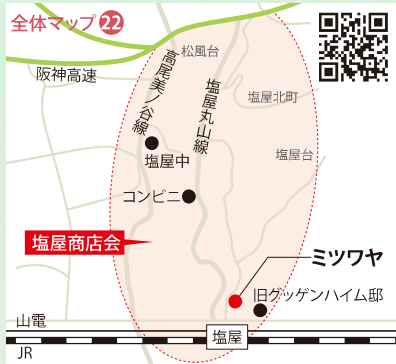 全体マップ 22
阪神高速
松風台
高尾美ノ谷線
塩屋丸山線
塩屋北町
塩屋台
塩屋中
コンビニ
塩屋商店会
ミツワヤ
旧グッゲンハイム邸
山電
塩屋
JR